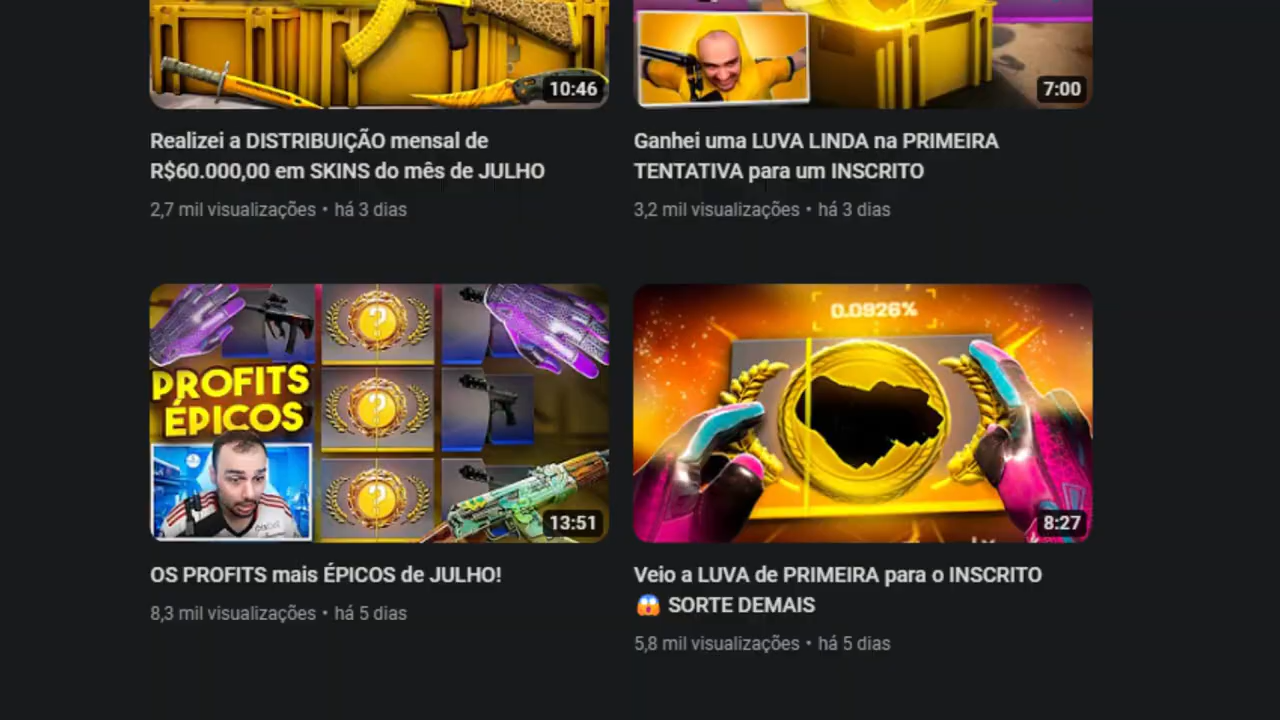 10:46
7:00
Realizei a DISTRIBUIÇÃO mensal de
R$60.000,00 em SKINS do mês de JULHO
2,7 mil visualizações • há 3 dias
Ganhei uma LUVA LINDA na PRIMEIRA
TENTATIVA para um INSCRITO
3,2 mil visualizações • há 3 dias
PROFITS
ÉPICOS
?
?
?
13:51
0.0926%
8:27
OS PROFITS mais ÉPICOS de JULHO!
8,3 mil visualizações • há 5 dias
Veio a LUVA de PRIMEIRA para o INSCRITO
😱 SORTE DEMAIS
5,8 mil visualizações • há 5 dias